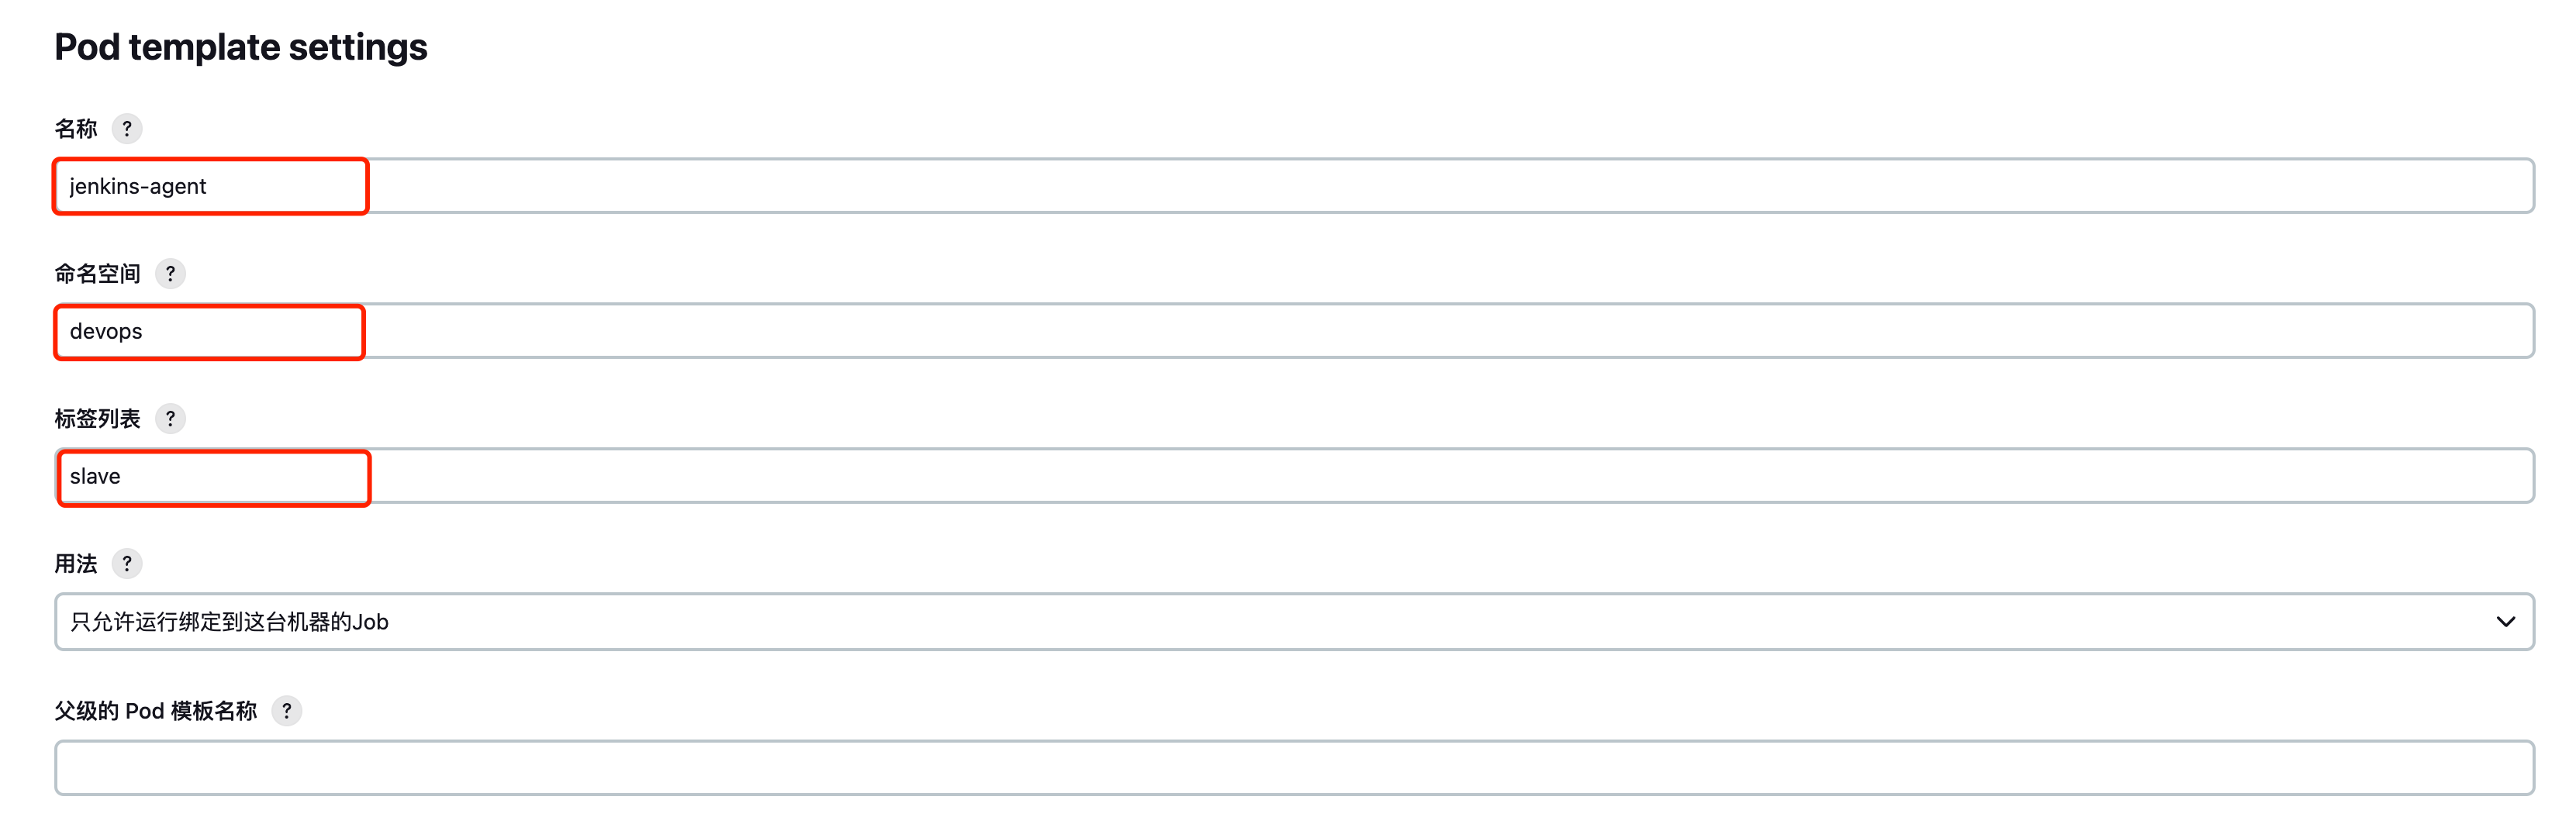 Pod template settings
名称 ?
jenkins-agent
命名空间 ?
devops
标签列表 ?
slave
用法 ?
只允许运行绑定到这台机器的Job
父级的 Pod 模板名称 ?